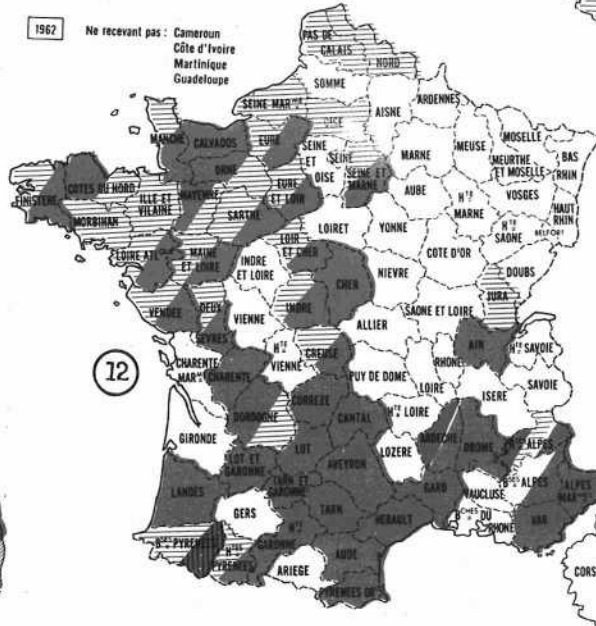 1962 Ne recevant pas : Cameroun
Côte d'Ivoire
Martinique
Guadeloupe
PAS DE
CALAIS
NORD
SOMME
SEINE MARme
AISNE
ARDENNES
OISE
MANCHE
CALVADOS
EURE
SEINE
ET
OISE
SEINE
SEINE ET
MARNE
MARNE
MEUSE
MOSELLE
MEURTHE
ET MOSELLE
BAS
RHIN
ORNE
FINISTERE
COTES DU NORD
ILLE ET
VILAINE
MAYENNE
EURE
ET LOIR
AUBE
Hte
MARNE
VOSGES
HAUT
RHIN
MORBIHAN
SARTHE
LOIRET
YONNE
Hte
SAONE
BELFORT
LOIRE ATLque
MAINE
ET LOIRE
INDRE
ET LOIRE
LOIR
ET CHER
CHER
NIEVRE
COTE D'OR
DOUBS
VENDEE
DEUX
SEVRES
VIENNE
INDRE
SAONE ET LOIRE
JURA
12
ALLIER
CHARENTE
MARme
CHARENTE
Hte
VIENNE
CREUSE
PUY DE DOME
LOIRE
RHONE
AIN
Hte SAVOIE
SAVOIE
ISERE
GIRONDE
DORDOGNE
CORREZE
CANTAL
Hte LOIRE
ARDECHE
DROME
Htes ALPES
LOT ET
GARONNE
LOT
AVEYRON
LOZERE
Bses ALPES
LANDES
TARN ET
GARONNE
TARN
GARD
VAUCLUSE
ALPES
MARmes
GERS
Hte
GARONNE
HERAULT
Bches DU
RHONE
VAR
Bses PYRENEES
Htes
PYRENEES
ARIEGE
AUDE
PYRENEES Or
CORS